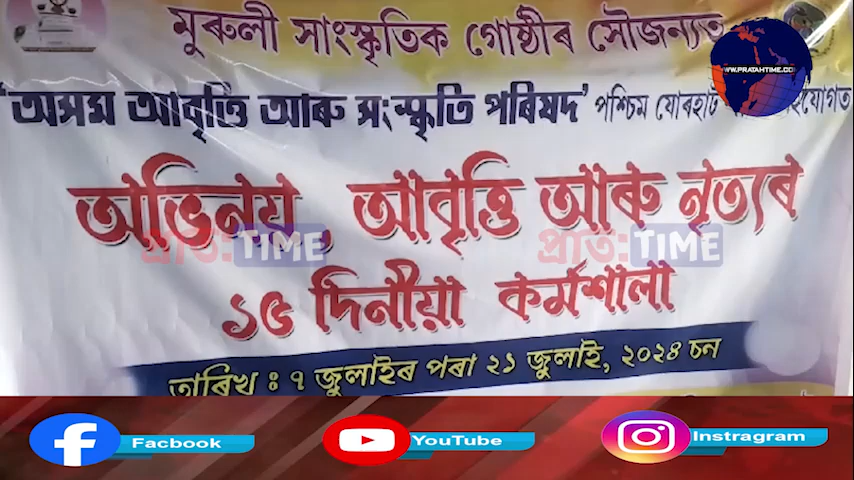 মুৰুলী সাংস্কৃতিক গোষ্ঠীৰ সৌজন্যত
WWW.PRATAHTIME.CO
'অসম আবৃত্তি আৰু সংস্কৃতি পৰিষদ' পশ্চিম যোৰহাট
অভিনয়, আবৃত্তি আৰু নৃত্যৰ
প্ৰাত:TIME প্ৰাত:TIME
১৫ দিনীয়া কৰ্মশালা
তাৰিখ : ৭ জুলাইৰ পৰা ২১ জুলাই, ২০২৪ চন
Facbook YouTube Instragram